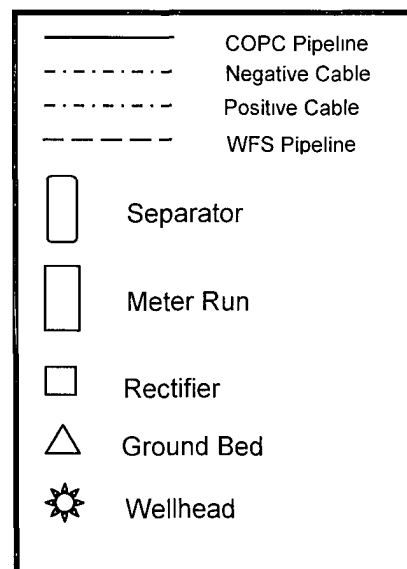 COPC Pipeline
Negative Cable
Positive Cable
WFS Pipeline
Separator
Meter Run
Rectifier
Ground Bed
Wellhead